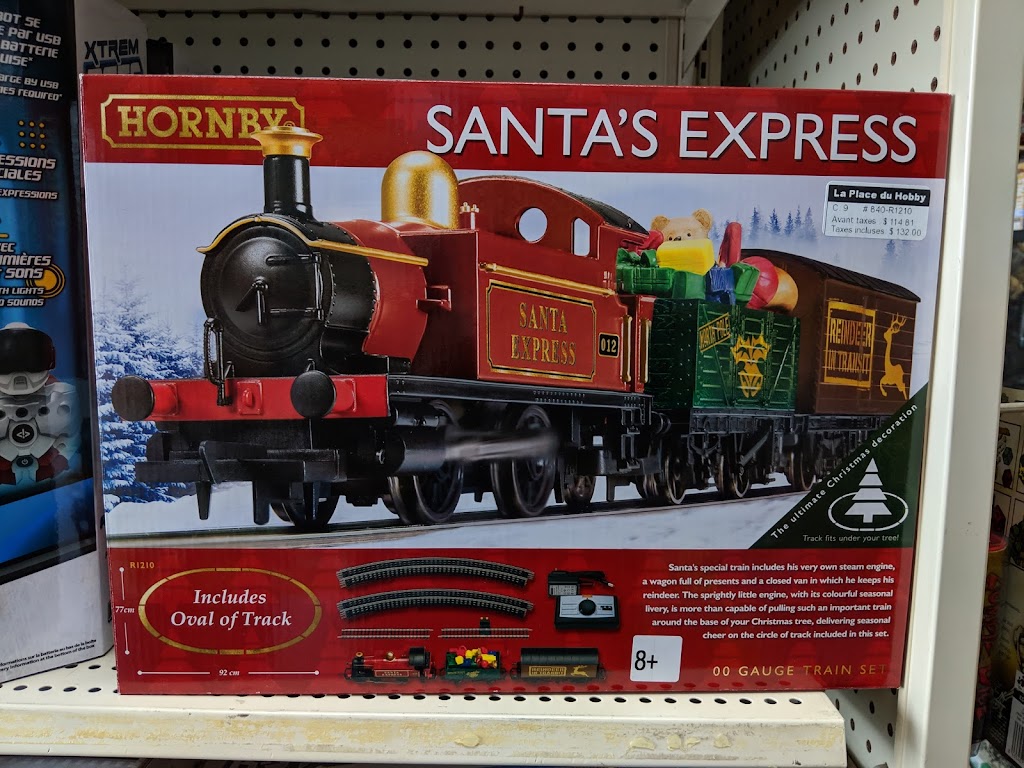 HORNBY
SANTA'S EXPRESS
La Place du Hobby
C. 9 # 840-R1210
Avant taxes $ 114.81
Taxes incluses $ 132.00
SANTA
EXPRESS
012
REINDEER
IN TRANSIT
The ultimate Christmas decoration
Track fits under your tree!
R1210
77cm
Includes
Oval of Track
92 cm
Santa's special train includes his very own steam engine,
a wagon full of presents and a closed van in which he keeps his
reindeer. The sprightly little engine, with its colourful seasonal
livery, is more than capable of pulling such an important train
around the base of your Christmas tree, delivering seasonal
cheer on the circle of track included in this set.
8+
00 GAUGE TRAIN SET
XTREM
PAR USB
BATTERIE